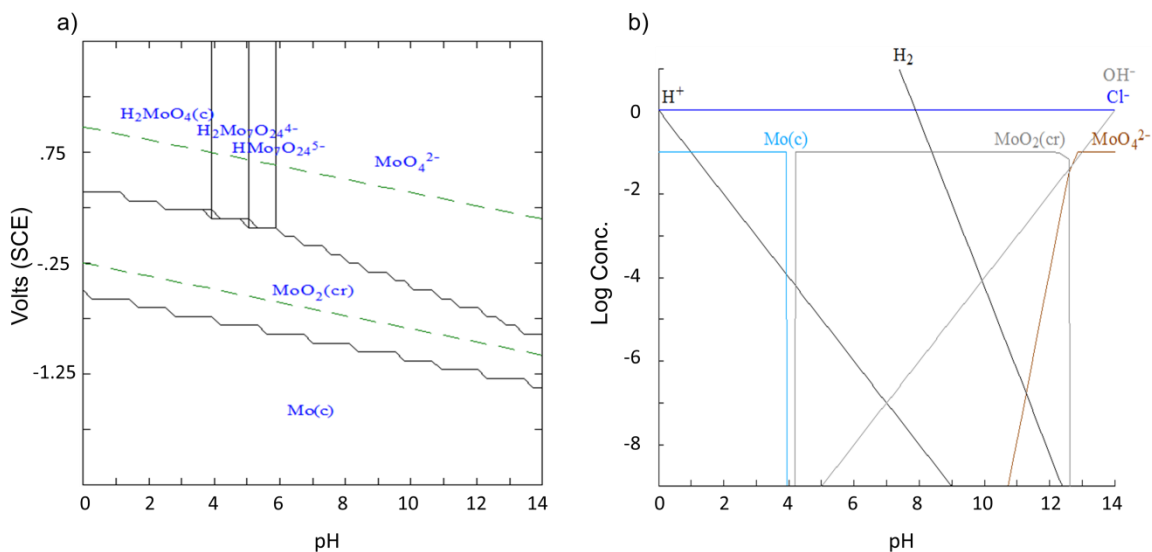 a)
H₂MoO₄(c)
H₂Mo₇O₂₄⁴⁻
HMo₇O₂₄⁵⁻
MoO₄²⁻
MoO₂(cr)
Mo(c)
.75
-.25
-1.25
Volts (SCE)
0 2 4 6 8 10 12 14
pH
b)
H₂
OH⁻
Cl⁻
H⁺
Mo(c)
MoO₂(cr)
MoO₄²⁻
0
-2
-4
-6
-8
Log Conc.
0 2 4 6 8 10 12 14
pH